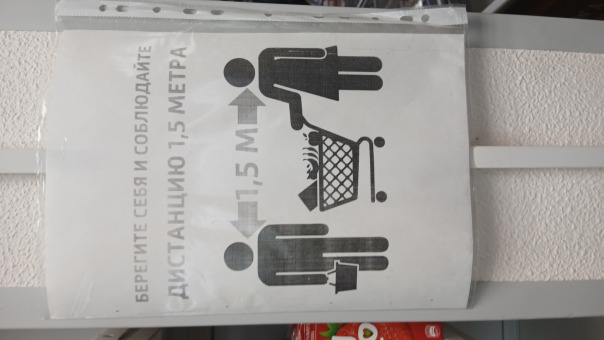 БЕРЕГИТЕ СЕБЯ И СОБЛЮДАЙТЕ
ДИСТАНЦИЮ 1,5 МЕТРА
1,5 М